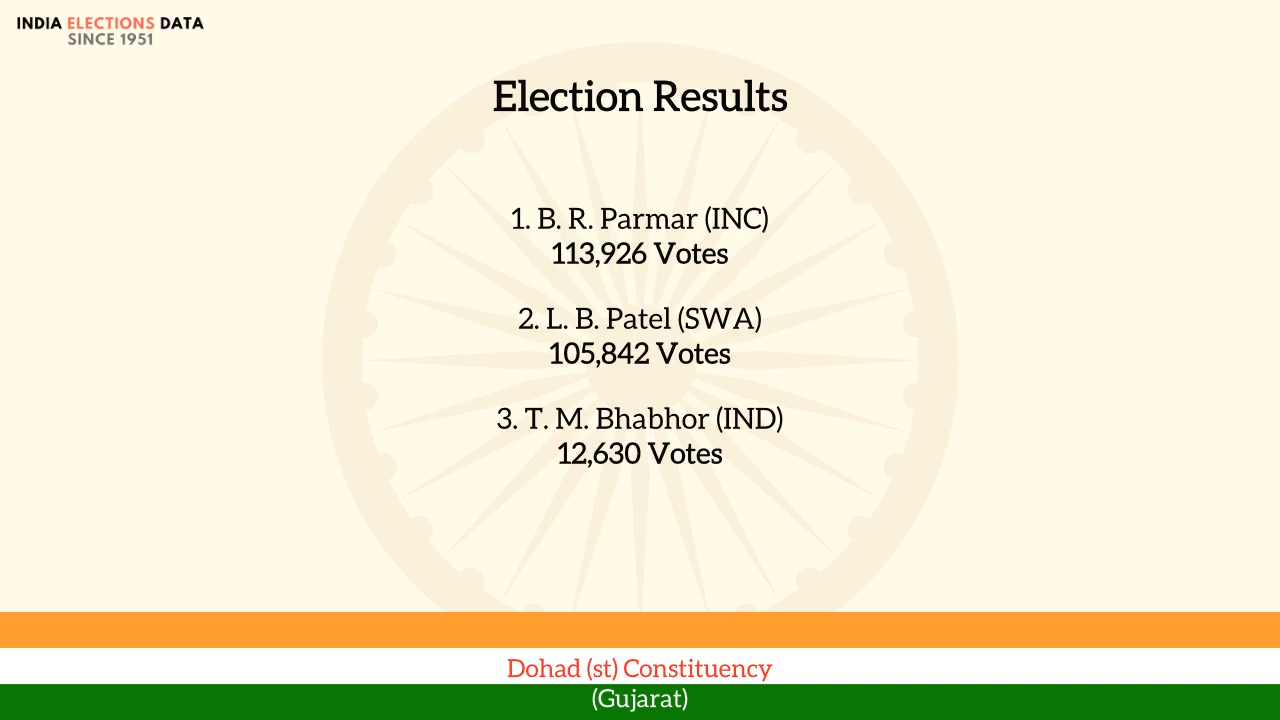 INDIA ELECTIONS DATA
SINCE 1951
Election Results
1. B. R. Parmar (INC)
113,926 Votes
2. L. B. Patel (SWA)
105,842 Votes
3. T. M. Bhabhor (IND)
12,630 Votes
Dohad (st) Constituency
(Gujarat)